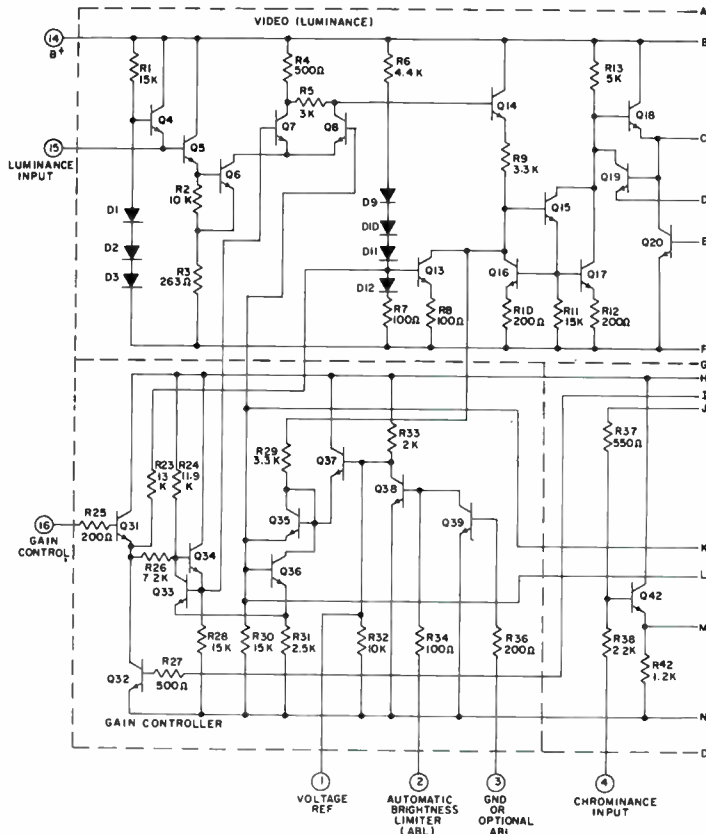 VIDEO (LUMINANCE)
A
14
B+
B
R1
15K
Q4
R4
500Ω
R5
3K
R6
4.4K
Q14
R13
5K
Q18
15
LUMINANCE
INPUT
Q5
Q7
Q8
C
R2
10K
Q6
R9
3.3K
Q19
D
D1
D9
Q15
D2
D10
Q20
E
D3
R3
263Ω
D11
Q13
Q16
Q17
D12
R7
100Ω
R8
100Ω
R10
200Ω
R11
15K
R12
200Ω
F
G
H
I
J
R37
550Ω
R23
13
K
R24
11.9
K
R29
3.3K
Q37
R33
2K
16
GAIN
CONTROL
R25
200Ω
Q31
Q35
Q38
Q39
R26
7.2K
Q34
Q36
K
Q33
L
Q42
M
R28
15K
R30
15K
R31
2.5K
R32
10K
R34
100Ω
R36
200Ω
R38
2.2K
R42
1.2K
Q32
R27
500Ω
GAIN CONTROLLER
N
1
VOLTAGE
REF
2
AUTOMATIC
BRIGHTNESS
LIMITER
(ABL)
3
GND
OR
OPTIONAL
ABL
4
CHROMINANCE
INPUT